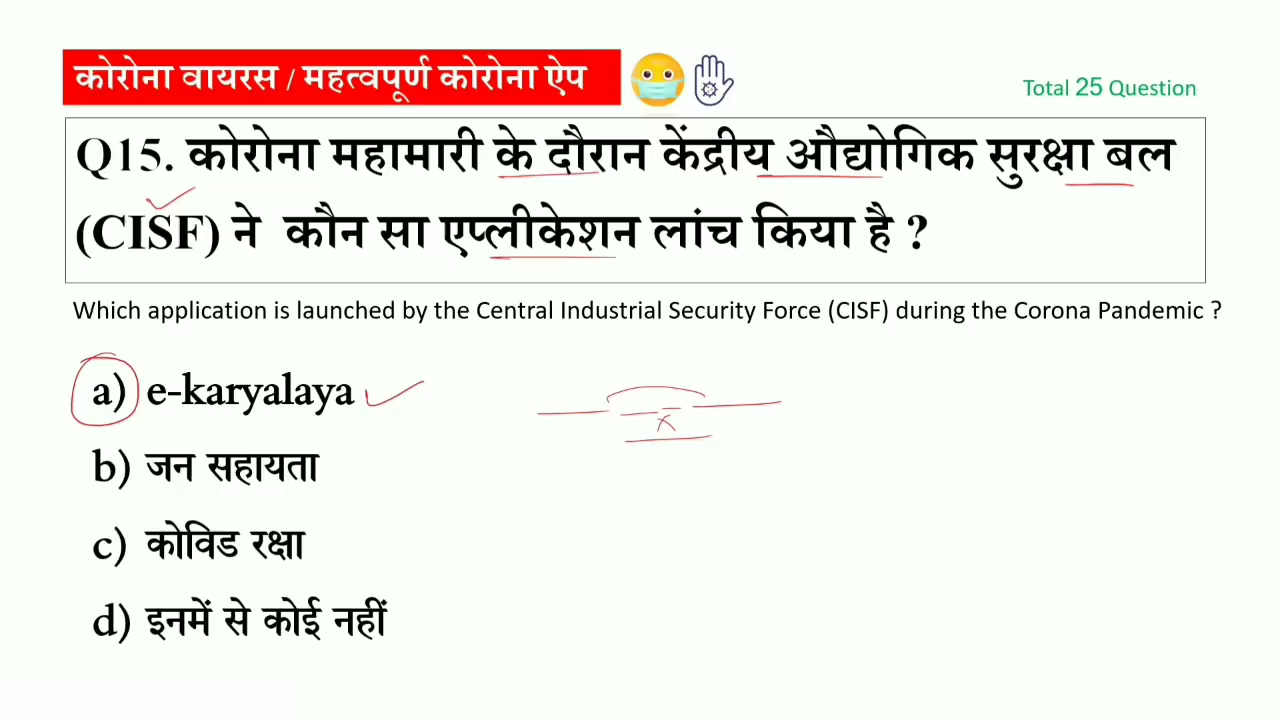 कोरोना वायरस / महत्वपूर्ण कोरोना ऐप
Total 25 Question
Q15. कोरोना महामारी के दौरान केंद्रीय औद्योगिक सुरक्षा बल
(CISF) ने कौन सा एप्लीकेशन लांच किया है ?
Which application is launched by the Central Industrial Security Force (CISF) during the Corona Pandemic ?
a) e-karyalaya
b) जन सहायता
c) कोविड रक्षा
d) इनमें से कोई नहीं